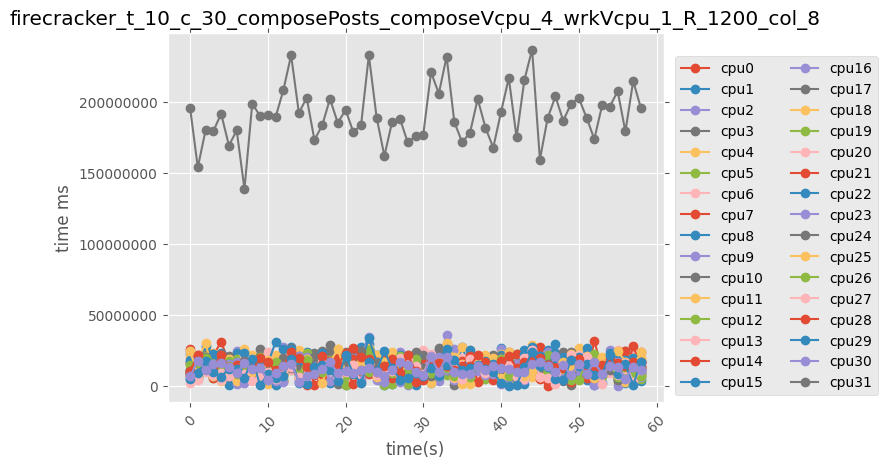 firecracker_t_10_c_30_composePosts_composeVcpu_4_wrkVcpu_1_R_1200_col_8
time ms
200000000
150000000
100000000
50000000
0
0
10
20
30
40
50
60
time(s)
cpu0
cpu1
cpu2
cpu3
cpu4
cpu5
cpu6
cpu7
cpu8
cpu9
cpu10
cpu11
cpu12
cpu13
cpu14
cpu15
cpu16
cpu17
cpu18
cpu19
cpu20
cpu21
cpu22
cpu23
cpu24
cpu25
cpu26
cpu27
cpu28
cpu29
cpu30
cpu31